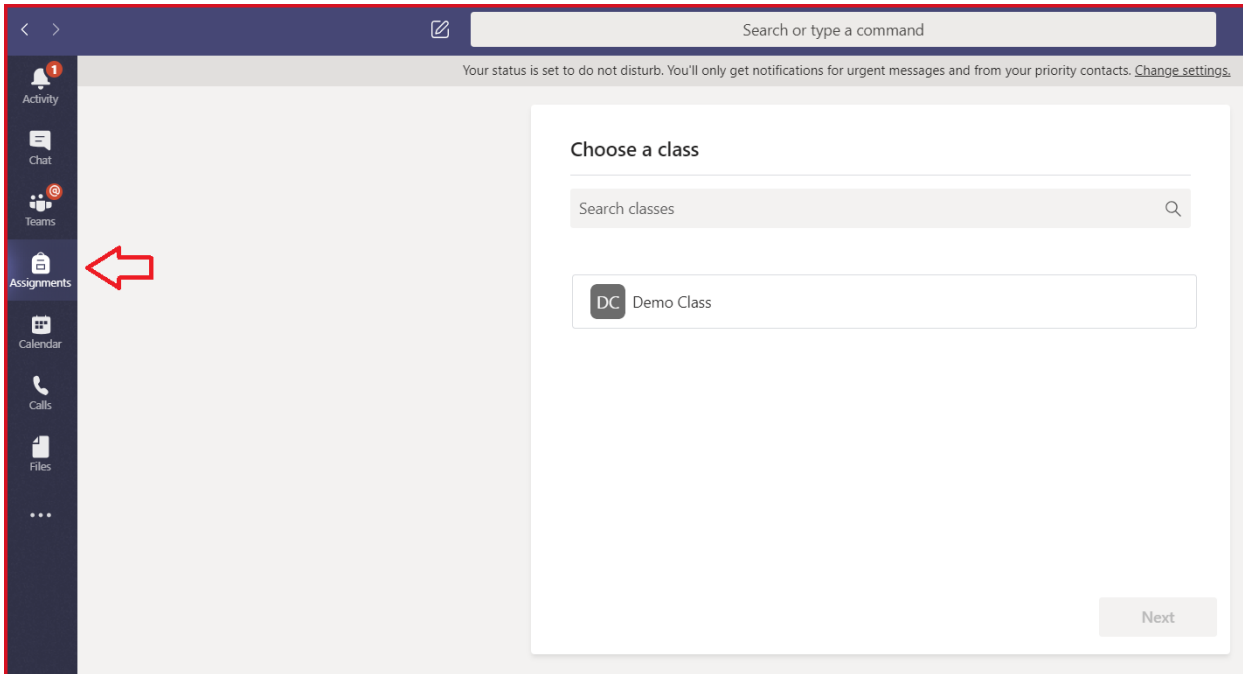 Search or type a command
Your status is set to do not disturb. You'll only get notifications for urgent messages and from your priority contacts. Change settings.
1
Activity
Chat
@
Teams
Assignments
Calendar
Calls
Files
Choose a class
Search classes
DC Demo Class
Next